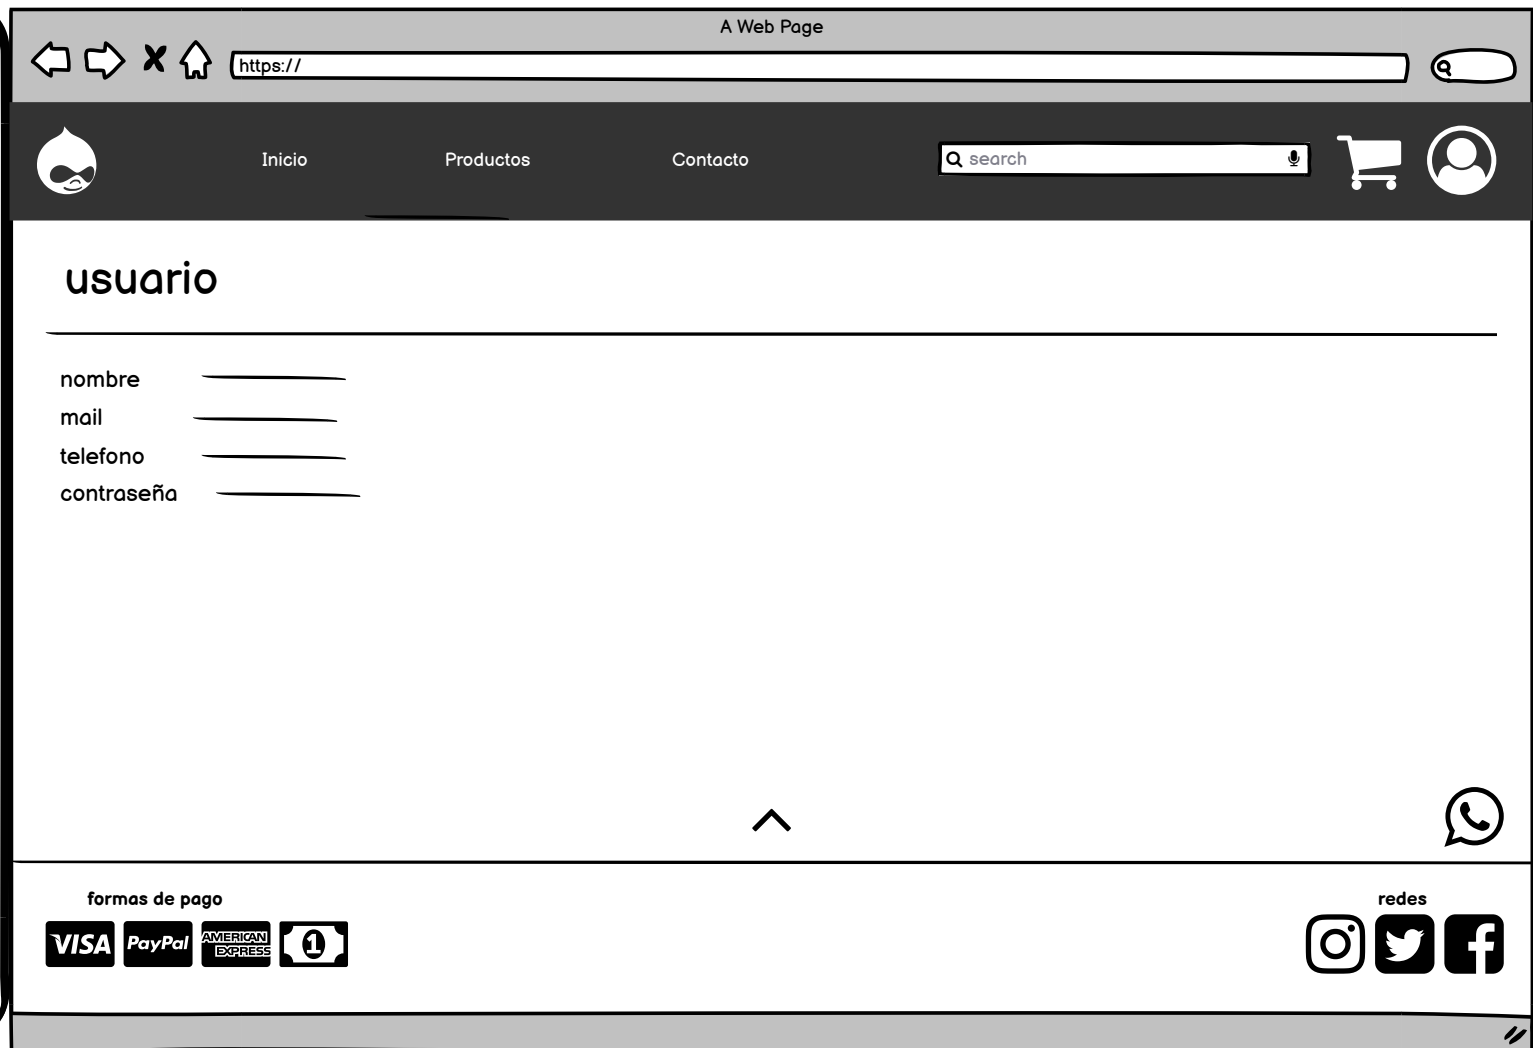 A Web Page
https://
Inicio Productos Contacto search
usuario
nombre
mail
telefono
contraseña
formas de pago
redes
VISA PayPal AMERICAN EXPRESS 1